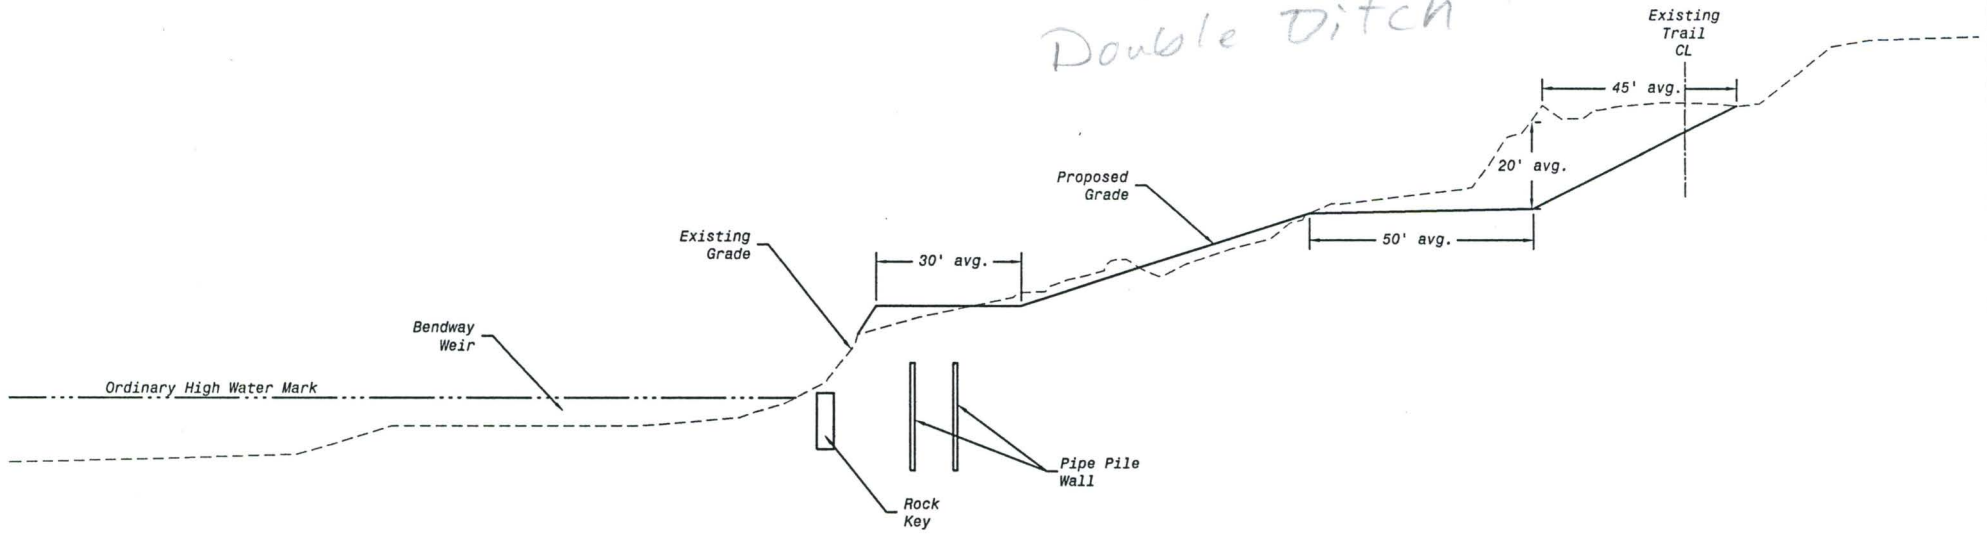 Double Ditch
Existing
Trail
CL
45' avg.
20' avg.
Proposed
Grade
50' avg.
Existing
Grade
30' avg.
Bendway
Weir
Ordinary High Water Mark
Pipe Pile
Wall
Rock
Key